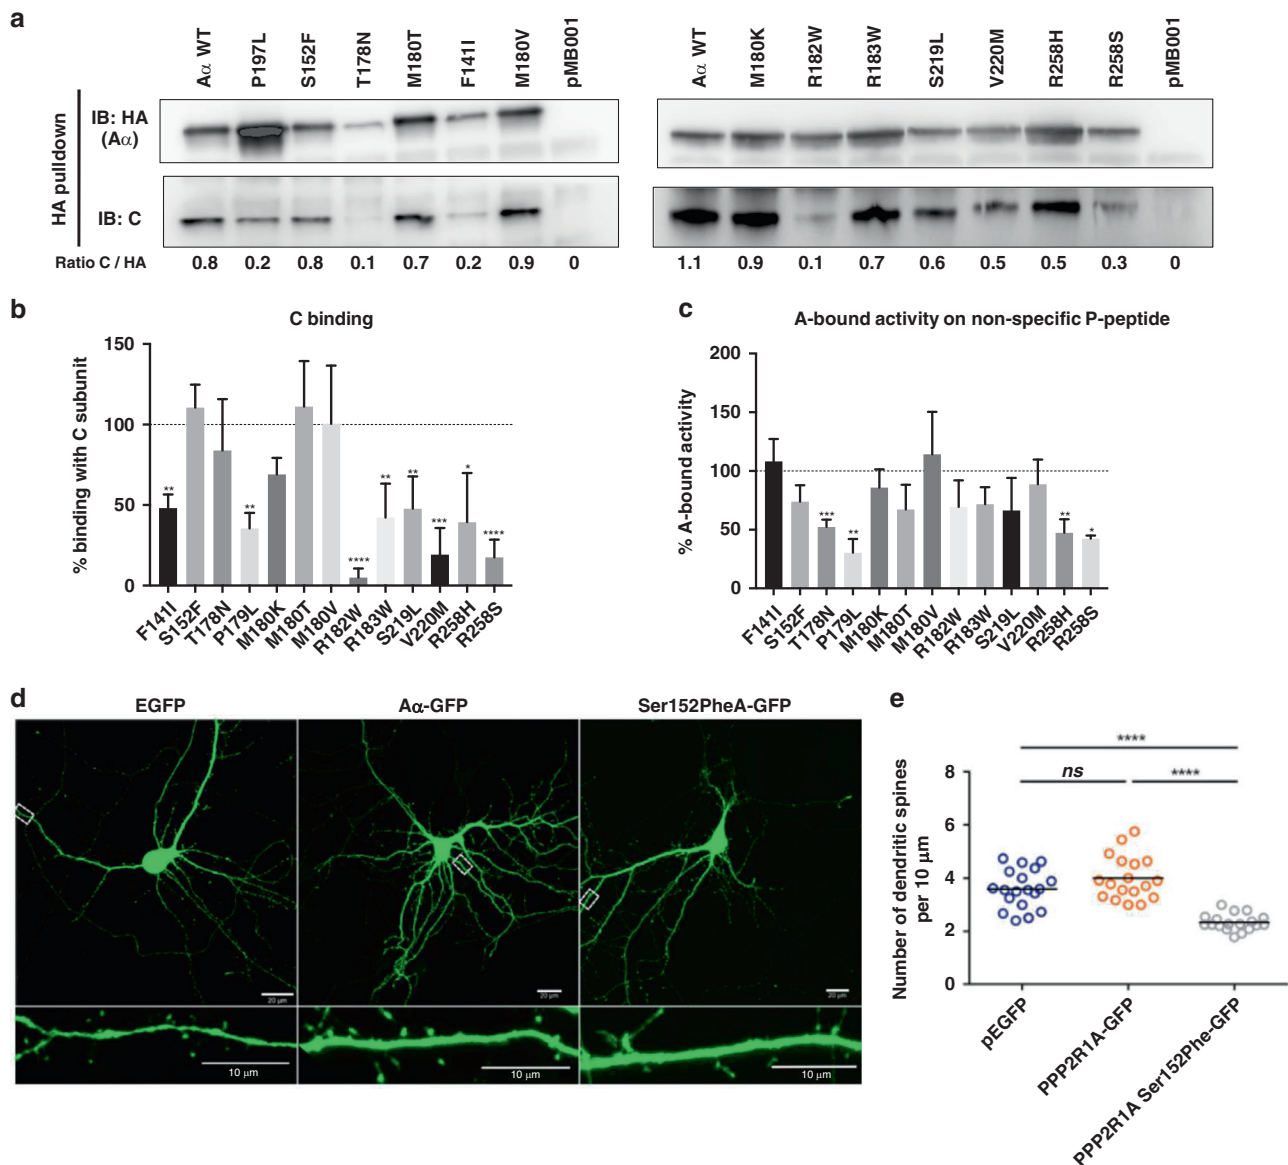 a
Aα WT P197L S152F T178N M180T F141I M180V pMB001
Aα WT M180K R182W R183W S219L V220M R258H R258S pMB001
HA pulldown
IB: HA
(Aα)
IB: C
Ratio C / HA
0.8 0.2 0.8 0.1 0.7 0.2 0.9 0
1.1 0.9 0.1 0.7 0.6 0.5 0.5 0.3 0
b
C binding
% binding with C subunit
150
100
50
0
** ** **** ** ** *** * ****
F141I S152F T178N P179L M180K M180T M180V R182W R183W S219L V220M R258H R258S
c
A-bound activity on non-specific P-peptide
% A-bound activity
200
150
100
50
0
*** ** ** *
F141I S152F T178N P179L M180K M180T M180V R182W R183W S219L V220M R258H R258S
d
EGFP
Aα-GFP
Ser152PheA-GFP
20 μm
20 μm
20 μm
10 μm
10 μm
10 μm
e
****
ns
****
Number of dendritic spines
per 10 μm
8
6
4
2
0
pEGFP
PPP2R1A-GFP
PPP2R1A Ser152Phe-GFP